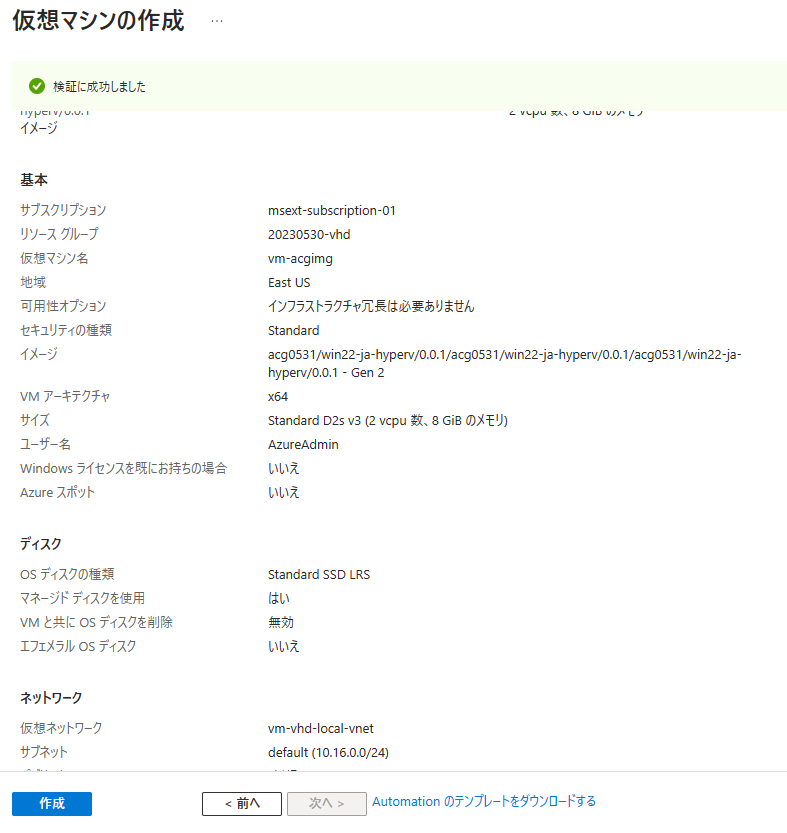 仮想マシンの作成 …
検証に成功しました
hyperv/0.0.1 2 vcpu 数、8 GiB のメモリ
イメージ
基本
サブスクリプション msext-subscription-01
リソース グループ 20230530-vhd
仮想マシン名 vm-acgimg
地域 East US
可用性オプション インフラストラクチャ冗長は必要ありません
セキュリティの種類 Standard
イメージ acg0531/win22-ja-hyperv/0.0.1/acg0531/win22-ja-hyperv/0.0.1/acg0531/win22-ja-
hyperv/0.0.1 - Gen 2
VM アーキテクチャ x64
サイズ Standard D2s v3 (2 vcpu 数、8 GiB のメモリ)
ユーザー名 AzureAdmin
Windows ライセンスを既にお持ちの場合 いいえ
Azure スポット いいえ
ディスク
OS ディスクの種類 Standard SSD LRS
マネージド ディスクを使用 はい
VM と共に OS ディスクを削除 無効
エフェメラル OS ディスク いいえ
ネットワーク
仮想ネットワーク vm-vhd-local-vnet
サブネット default (10.16.0.0/24)
作成 < 前へ 次へ > Automation のテンプレートをダウンロードする